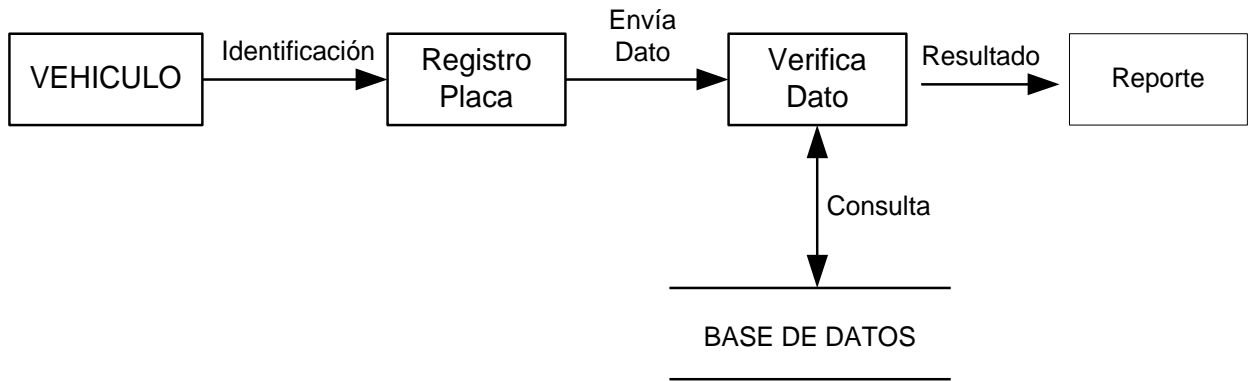 VEHICULO
Identificación
Registro
Placa
Envía
Dato
Verifica
Dato
Resultado
Reporte
Consulta
BASE DE DATOS